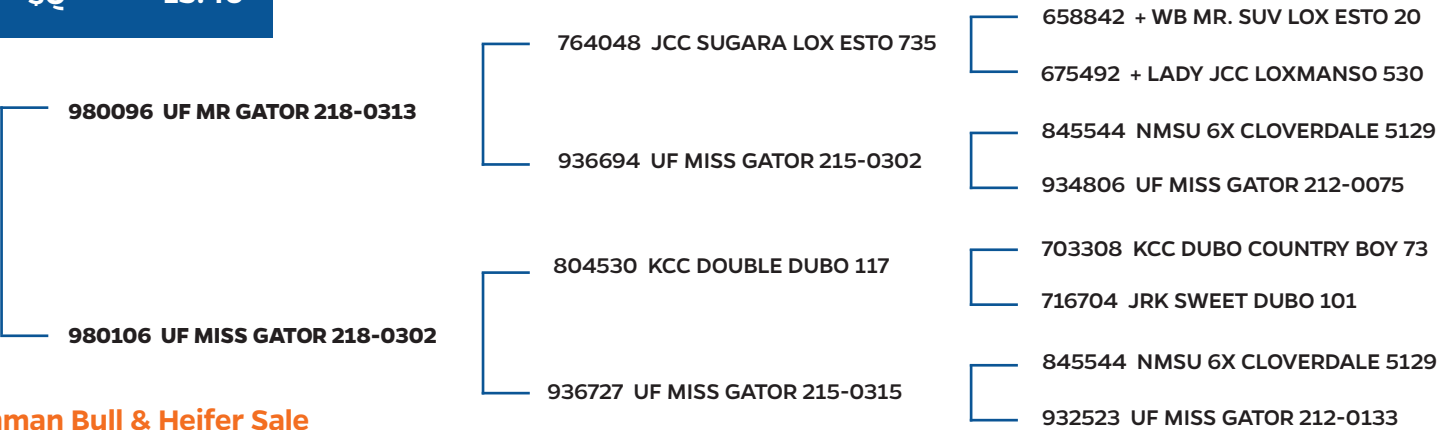 $Q 25.40
658842 + WB MR. SUV LOX ESTO 20
764048 JCC SUGARA LOX ESTO 735
675492 + LADY JCC LOXMANSO 530
980096 UF MR GATOR 218-0313
845544 NMSU 6X CLOVERDALE 5129
936694 UF MISS GATOR 215-0302
934806 UF MISS GATOR 212-0075
703308 KCC DUBO COUNTRY BOY 73
804530 KCC DOUBLE DUBO 117
716704 JRK SWEET DUBO 101
980106 UF MISS GATOR 218-0302
845544 NMSU 6X CLOVERDALE 5129
936727 UF MISS GATOR 215-0315
932523 UF MISS GATOR 212-0133
Bull & Heifer Sale